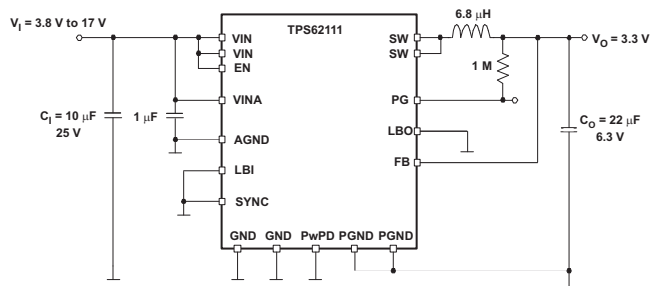 V_I = 3.8 V to 17 V
TPS62111
6.8 μH
VIN
VIN
EN
VINA
AGND
LBI
SYNC
SW
SW
PG
LBO
FB
V_O = 3.3 V
1 M
C_I = 10 μF
25 V
1 μF
C_O = 22 μF
6.3 V
GND GND PwPD PGND PGND